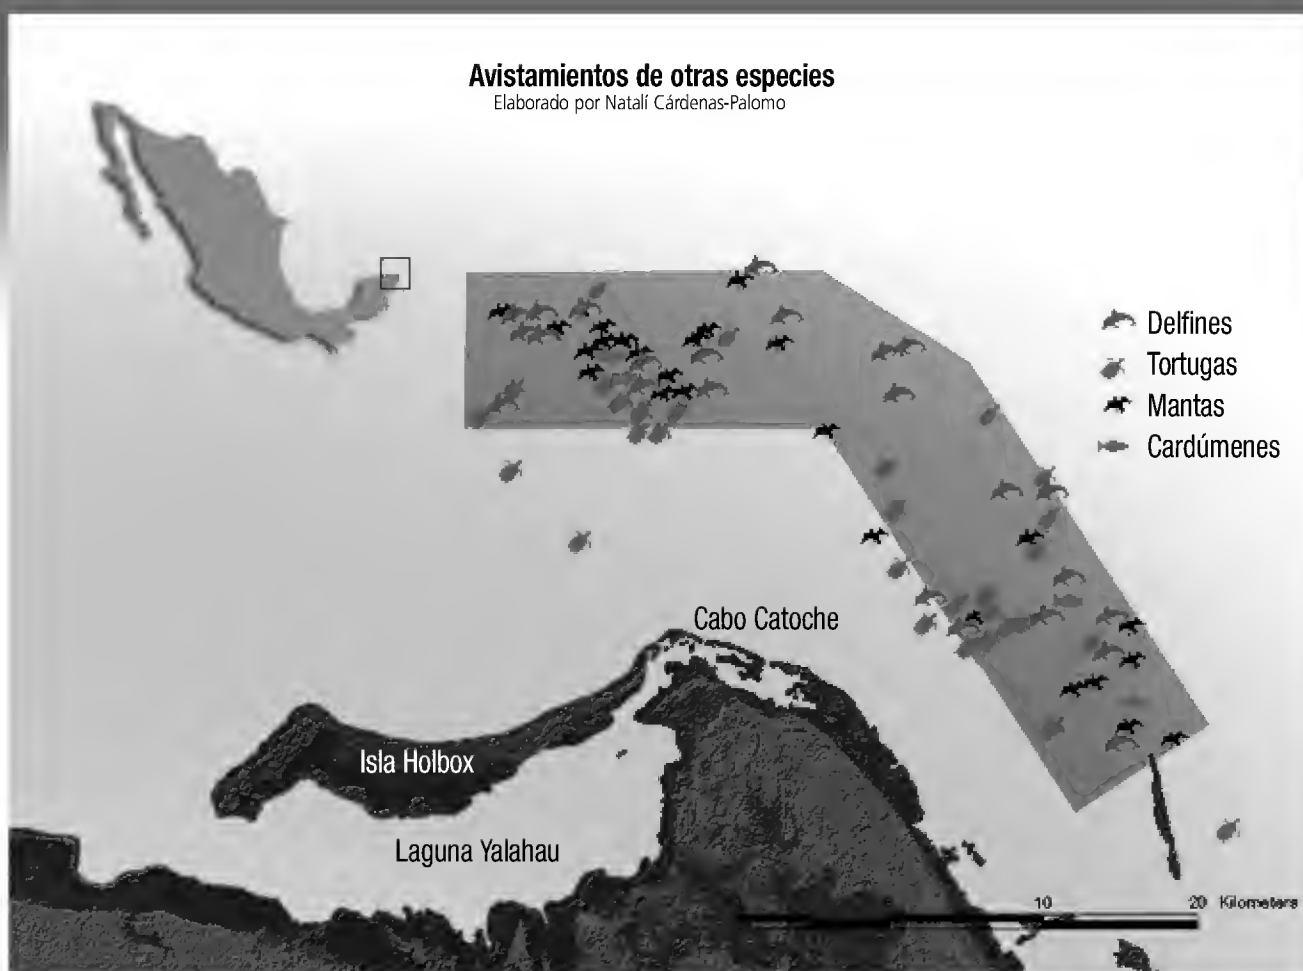 Avistamientos de otras especies
Elaborado por Natalí Cárdenas-Palomo
Delfines
Tortugas
Mantas
Cardúmenes
Cabo Catoche
Isla Holbox
Laguna Yalahau
10
20 Kilometers